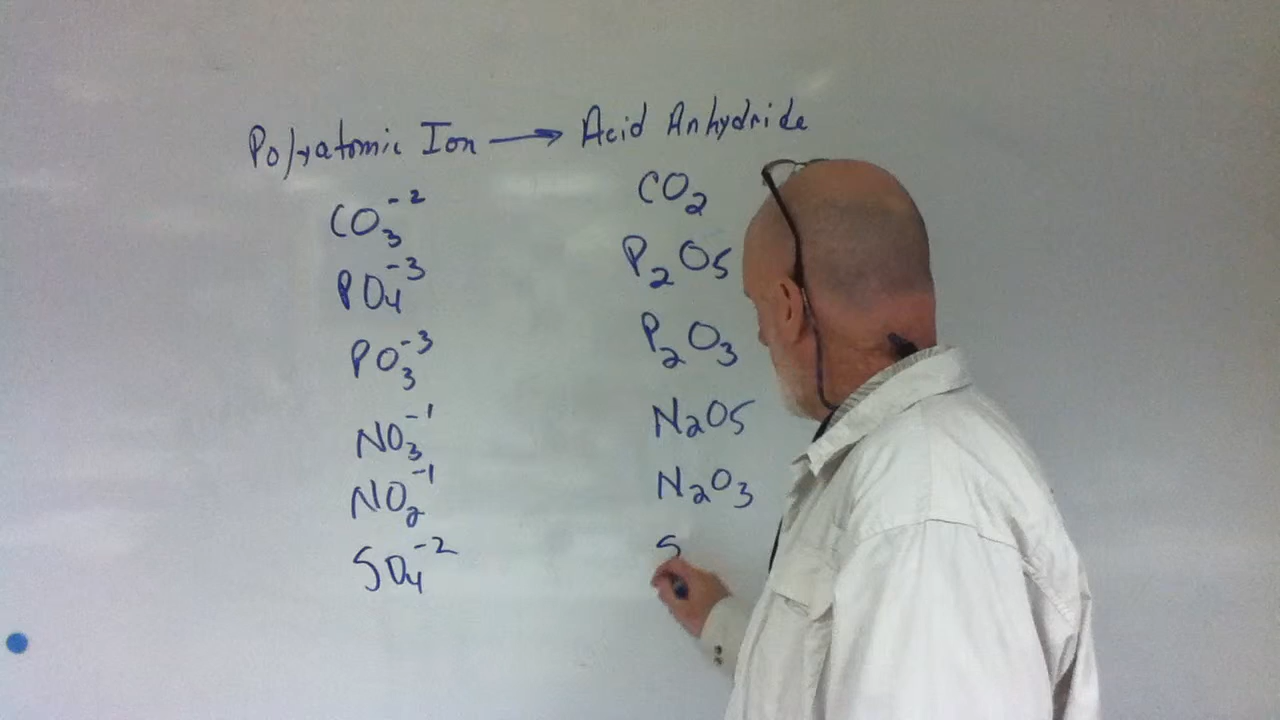 Polyatomic Ion → Acid Anhydride
CO₃⁻² CO₂
PO₄⁻³ P₂O₅
PO₃⁻³ P₂O₃
NO₃⁻¹ N₂O₅
NO₂⁻¹ N₂O₃
SO₄⁻² S